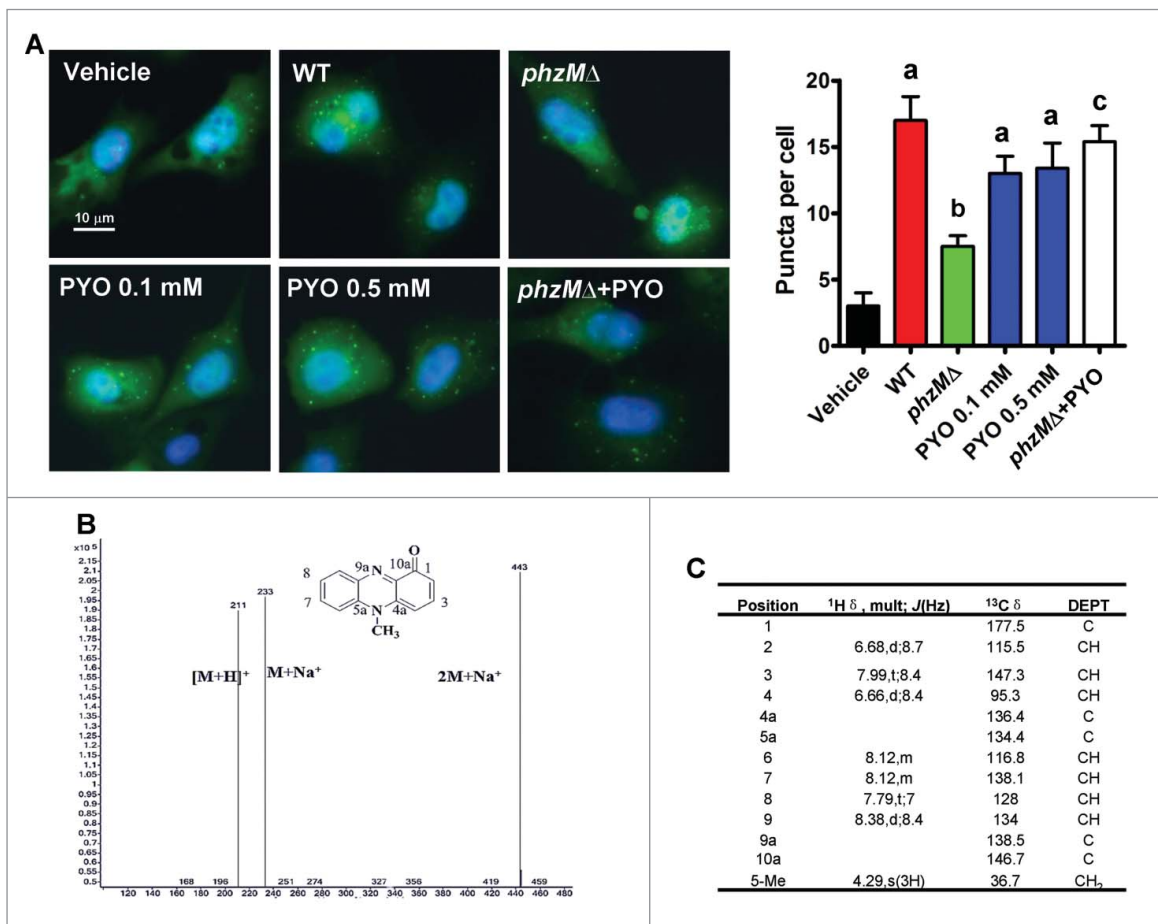 A
Vehicle
WT
phzMΔ
10 μm
PYO 0.1 mM
PYO 0.5 mM
phzMΔ+PYO
Puncta per cell
20
15
10
5
0
a
b
a
a
c
Vehicle
WT
phzMΔ
PYO 0.1 mM
PYO 0.5 mM
phzMΔ+PYO
B
x10 5
2.1
2.05
2
1.95
1.9
1.85
1.8
1.75
1.7
1.65
1.6
1.55
1.5
1.45
1.4
1.35
1.3
1.25
1.2
1.15
1.1
1.05
1
0.95
0.9
0.85
0.8
0.75
0.7
0.65
0.6
0.55
0.5
211
233
443
[M+H]+
M+Na+
2M+Na+
O
8
9a
N
10a
1
7
5a
N
4a
3
CH3
168 196 251 274 327 356 419 459
120 140 160 180 200 220 240 260 280 300 320 340 360 380 400 420 440 460 480
C
Position 1H δ , mult; J(Hz) 13C δ DEPT
1 177.5 C
2 6.68,d;8.7 115.5 CH
3 7.99,t;8.4 147.3 CH
4 6.66,d;8.4 95.3 CH
4a 136.4 C
5a 134.4 C
6 8.12,m 116.8 CH
7 8.12,m 138.1 CH
8 7.79,t;7 128 CH
9 8.38,d;8.4 134 CH
9a 138.5 C
10a 146.7 C
5-Me 4.29,s(3H) 36.7 CH2